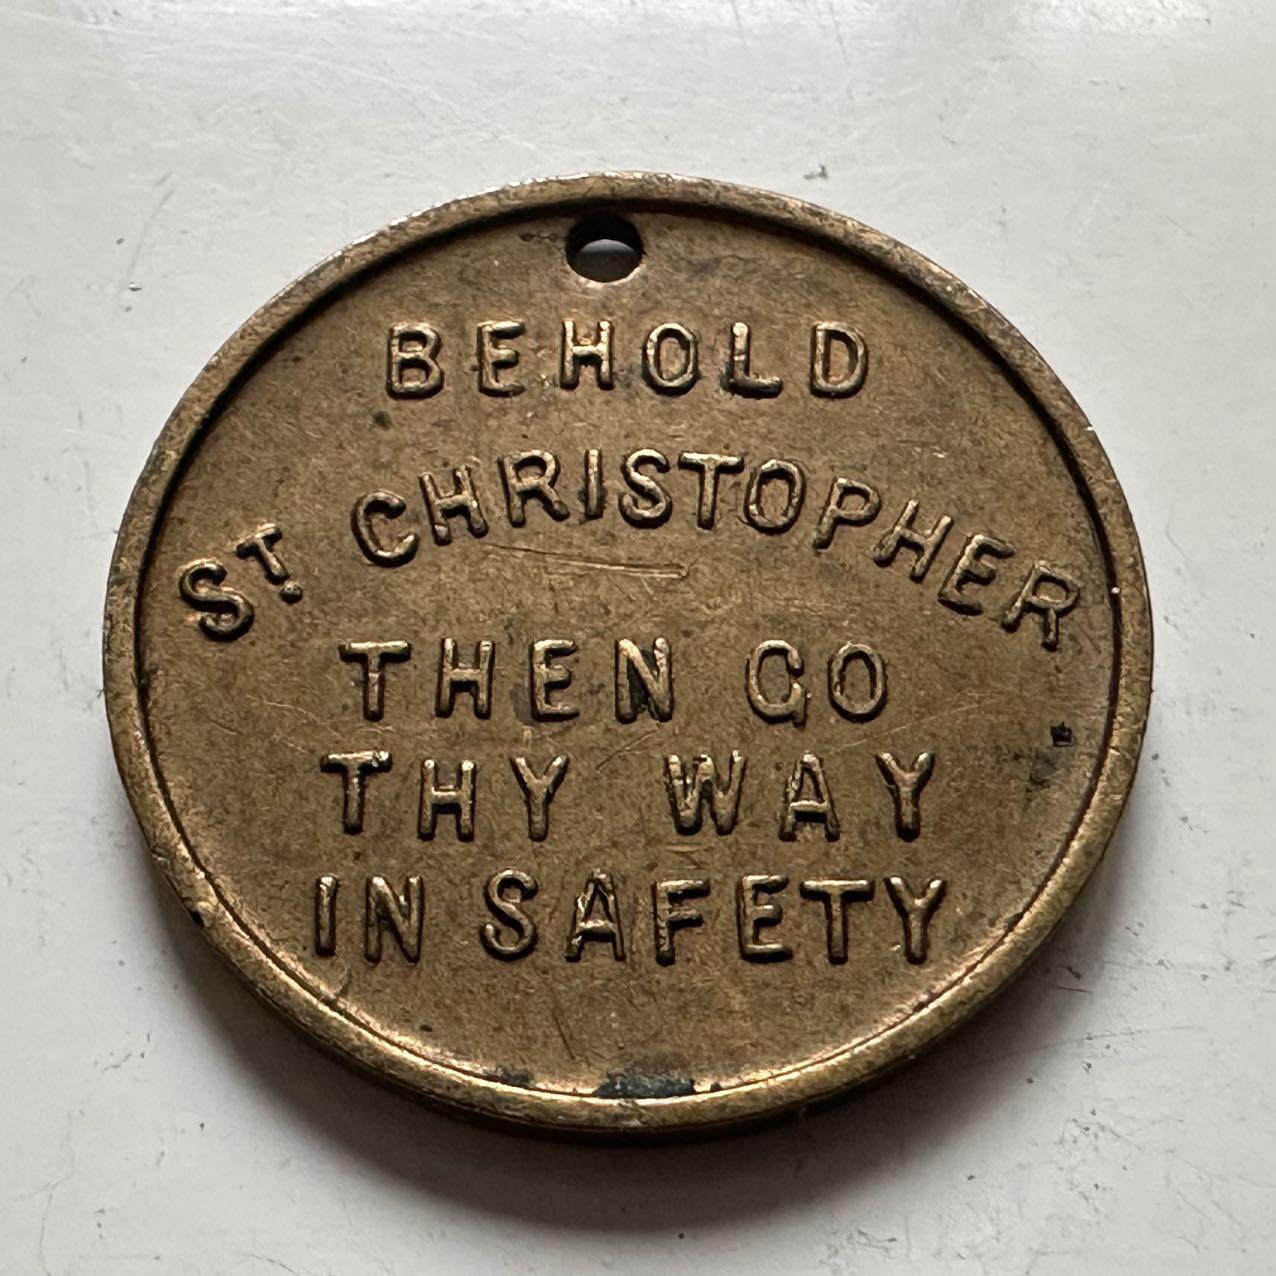 BEHOLD
ST. CHRISTOPHER
THEN GO
THY WAY
IN SAFETY